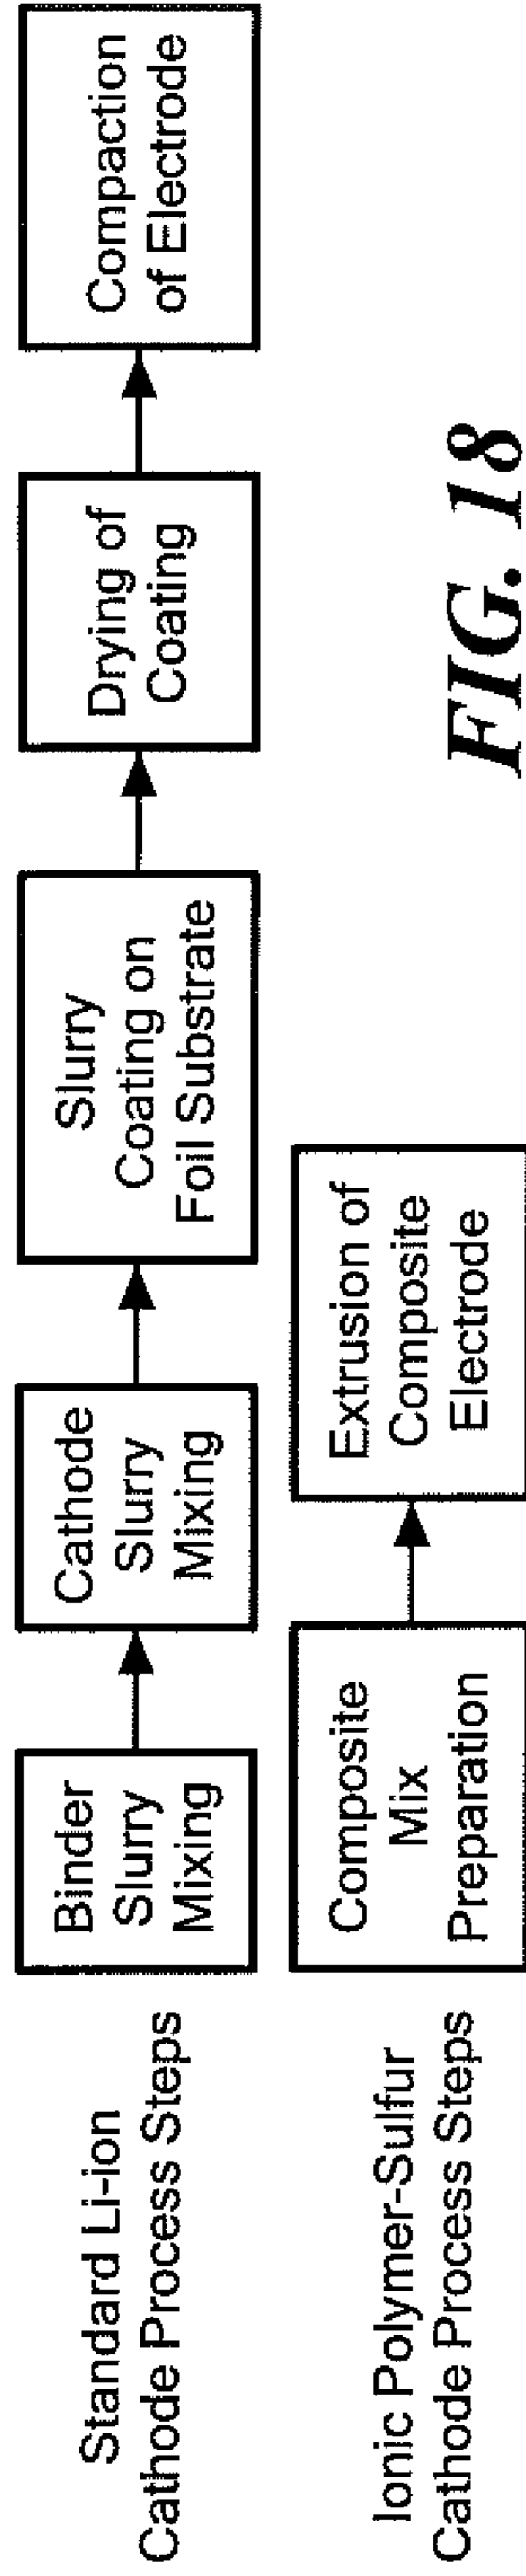 Standard Li-ion
Cathode Process Steps
Binder
Slurry
Mixing
Cathode
Slurry
Mixing
Slurry
Coating on
Foil Substrate
Drying of
Coating
Compaction
of Electrode
Ionic Polymer-Sulfur
Cathode Process Steps
Composite
Mix
Preparation
Extrusion of
Composite
Electrode
FIG. 18